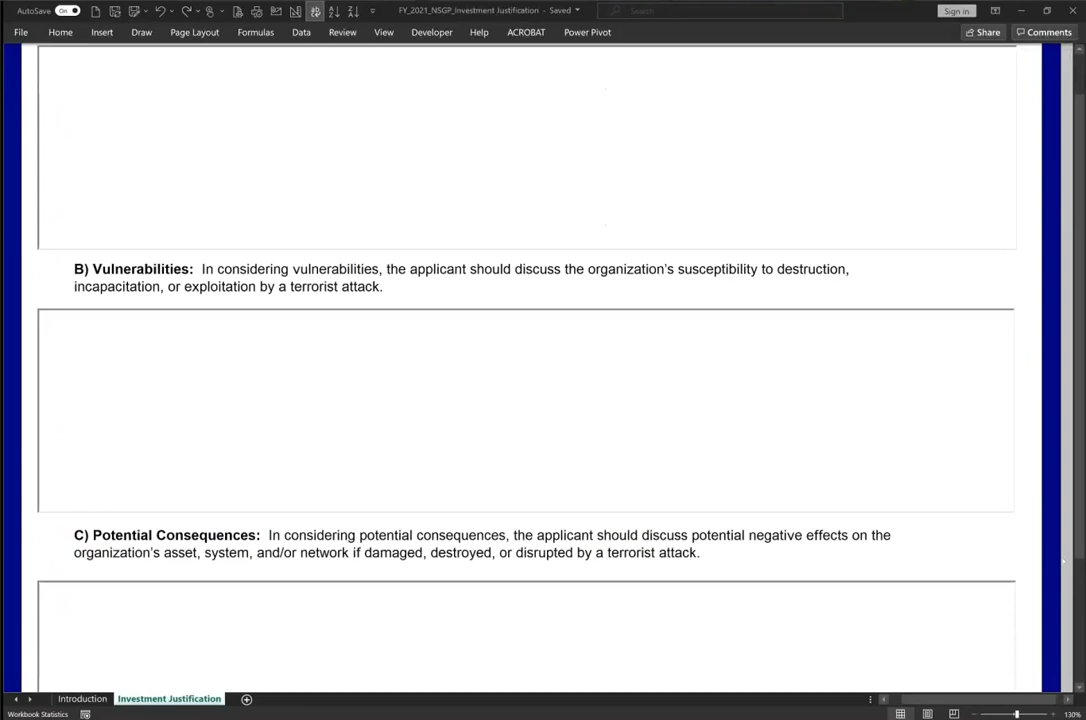 AutoSave On FY_2021_NSGP_Investment Justification - Saved Search Sign in
File Home Insert Draw Page Layout Formulas Data Review View Developer Help ACROBAT Power Pivot Share Comments
B) Vulnerabilities: In considering vulnerabilities, the applicant should discuss the organization’s susceptibility to destruction,
incapacitation, or exploitation by a terrorist attack.
C) Potential Consequences: In considering potential consequences, the applicant should discuss potential negative effects on the
organization’s asset, system, and/or network if damaged, destroyed, or disrupted by a terrorist attack.
Introduction Investment Justification
Workbook Statistics 130%